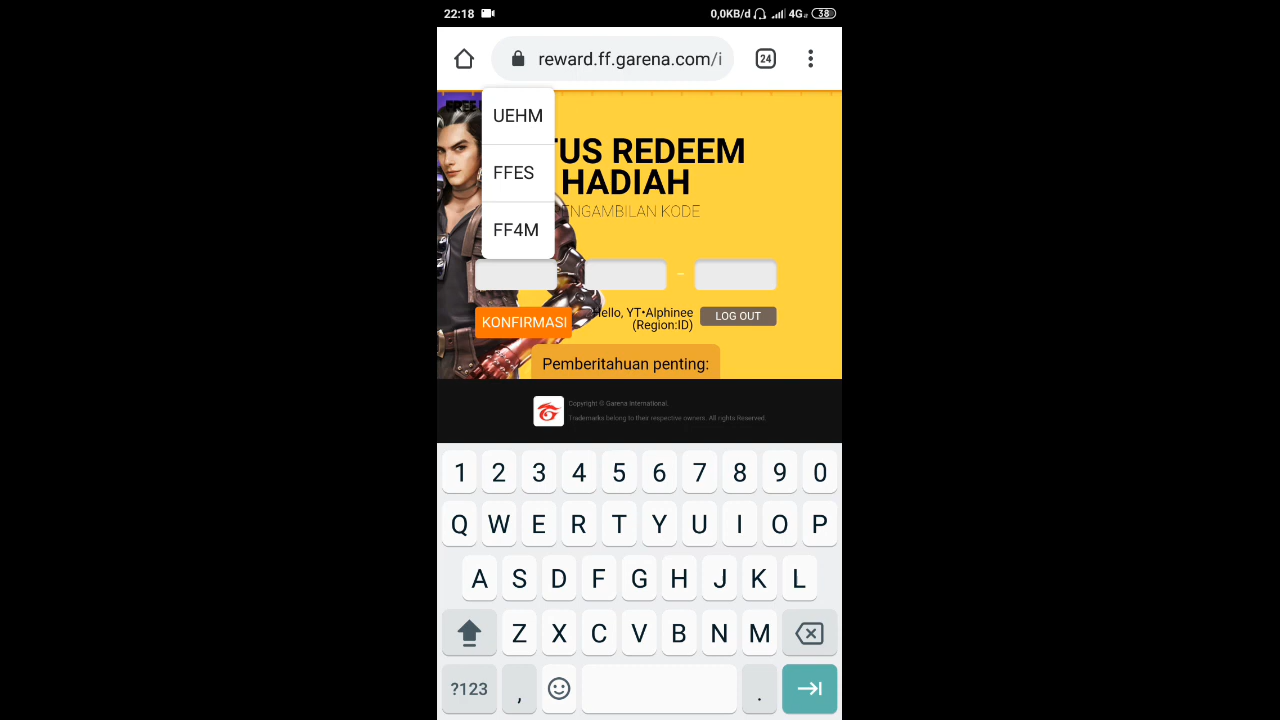 22:18
0,0KB/d
4G
38
reward.ff.garena.com/i
24
FREE
UEHM
FFES
FF4M
TUS REDEEM
HADIAH
ENGAMBILAN KODE
–
KONFIRMASI
Hello, YT•Alphinee
(Region:ID)
LOG OUT
Pemberitahuan penting:
Copyright © Garena International.
Trademarks belong to their respective owners. All rights Reserved.
1 2 3 4 5 6 7 8 9 0
Q W E R T Y U I O P
A S D F G H J K L
Z X C V B N M
?123 , .